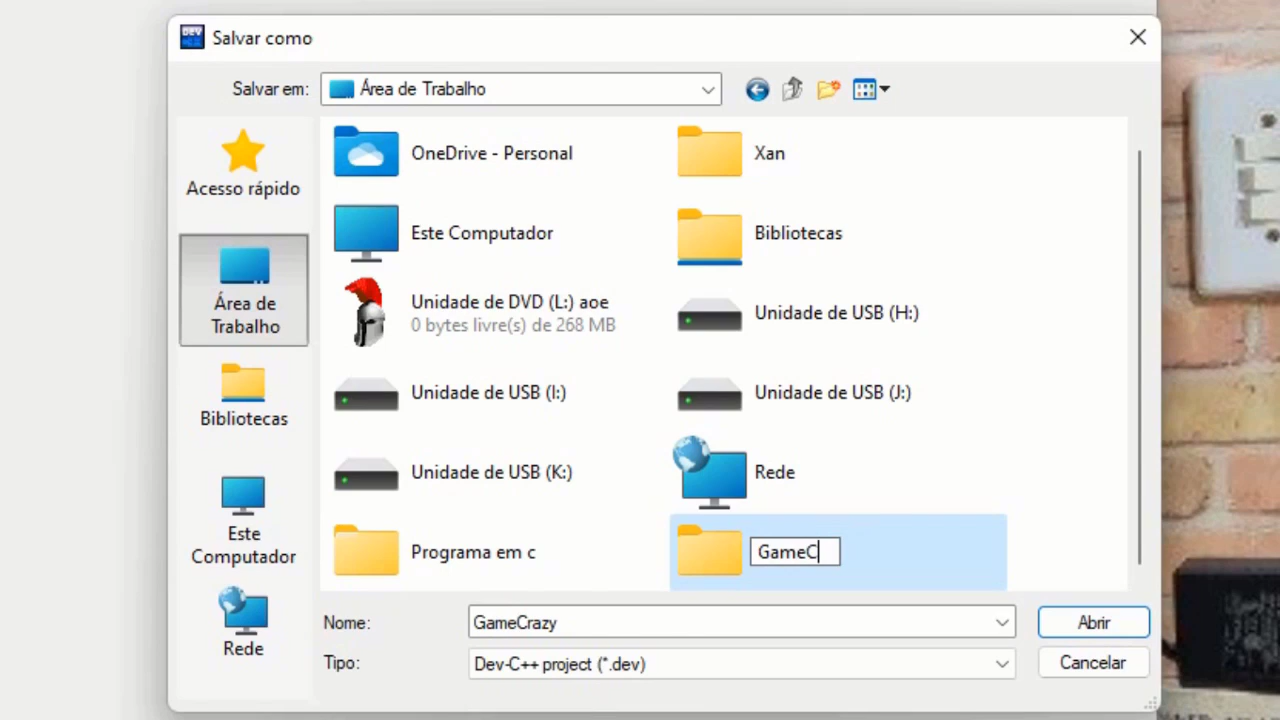 DEV
Salvar como
Salvar em:
Área de Trabalho
Acesso rápido
Área de
Trabalho
Bibliotecas
Este
Computador
Rede
OneDrive - Personal
Xan
Este Computador
Bibliotecas
Unidade de DVD (L:) aoe
0 bytes livre(s) de 268 MB
Unidade de USB (H:)
Unidade de USB (I:)
Unidade de USB (J:)
Unidade de USB (K:)
Rede
Programa em c
GameC
Nome:
GameCrazy
Abrir
Tipo:
Dev-C++ project (*.dev)
Cancelar